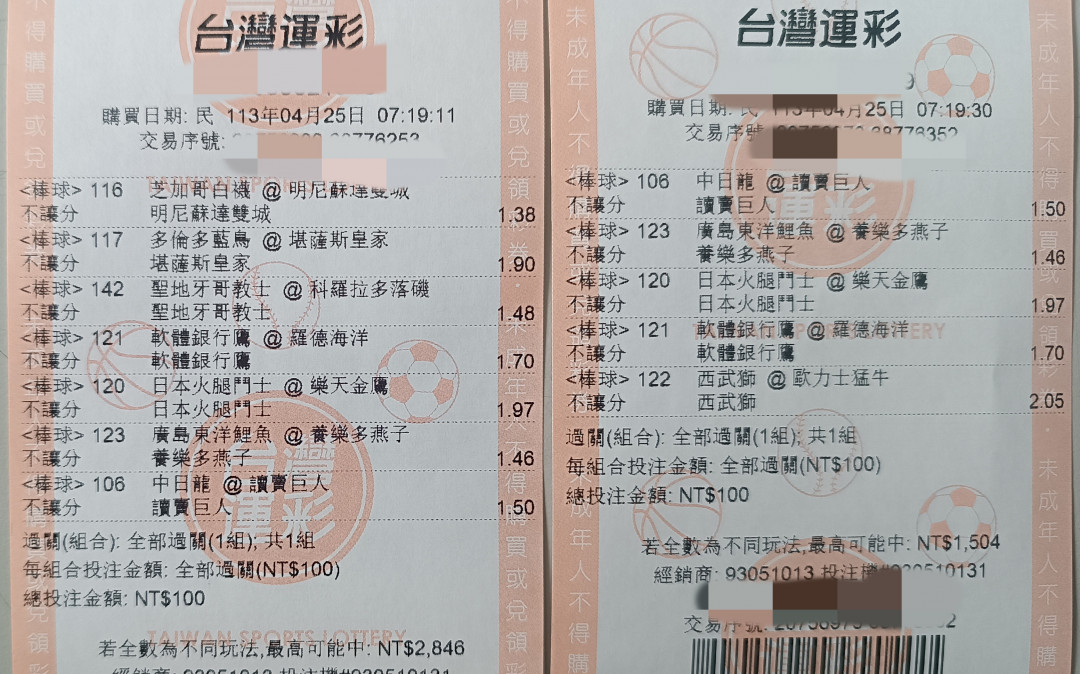 台灣運彩
購買日期: 民 113年04月25日 07:19:11
交易序號:
<棒球> 116 芝加哥白襪 @ 明尼蘇達雙城
不讓分 明尼蘇達雙城 1.38
<棒球> 117 多倫多藍鳥 @ 堪薩斯皇家
不讓分 堪薩斯皇家 1.90
<棒球> 142 聖地牙哥教士 @ 科羅拉多落磯
不讓分 聖地牙哥教士 1.48
<棒球> 121 軟體銀行鷹 @ 羅德海洋
不讓分 軟體銀行鷹 1.70
<棒球> 120 日本火腿鬥士 @ 樂天金鷹
不讓分 日本火腿鬥士 1.97
<棒球> 123 廣島東洋鯉魚 @ 養樂多燕子
不讓分 養樂多燕子 1.46
<棒球> 106 中日龍 @ 讀賣巨人
不讓分 讀賣巨人 1.50
過關(組合): 全部過關(1組); 共1組
每組合投注金額: 全部過關(NT$100)
總投注金額: NT$100
TAIWAN SPORTS LOTTERY
若全數為不同玩法,最高可能中: NT$2,846
經銷商: 93051013 投注機#930510131
台灣運彩
購買日期: 民 113年04月25日 07:19:30
交易序號
<棒球> 106 中日龍 @ 讀賣巨人
不讓分 讀賣巨人 1.50
<棒球> 123 廣島東洋鯉魚 @ 養樂多燕子
不讓分 養樂多燕子 1.46
<棒球> 120 日本火腿鬥士 @ 樂天金鷹
不讓分 日本火腿鬥士 1.97
<棒球> 121 軟體銀行鷹 @ 羅德海洋
不讓分 軟體銀行鷹 1.70
<棒球> 122 西武獅 @ 歐力士猛牛
不讓分 西武獅 2.05
過關(組合): 全部過關(1組); 共1組
每組合投注金額: 全部過關(NT$100)
總投注金額: NT$100
若全數為不同玩法,最高可能中: NT$1,504
經銷商: 93051013 投注機#930510131
交易序號: